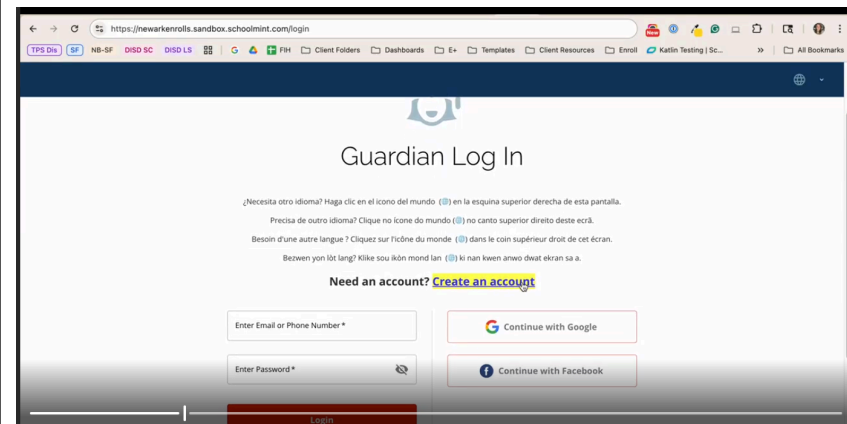 https://newarkenrolls.sandbox.schoolmint.com/login
New
TPS Dis SF NB-SF DISD SC DISD LS G FIH Client Folders Dashboards E+ Templates Client Resources Enroll Katlin Testing | Sc... » All Bookmarks
Guardian Log In
¿Necesita otro idioma? Haga clic en el icono del mundo () en la esquina superior derecha de esta pantalla.
Precisa de outro idioma? Clique no ícone do mundo () no canto superior direito deste ecrã.
Besoin d'une autre langue ? Cliquez sur l'icône du monde () dans le coin supérieur droit de cet écran.
Bezwen yon lòt lang? Klike sou ikòn mond lan () ki nan kwen anwo dwat ekran sa a.
Need an account? Create an account
Enter Email or Phone Number *
Continue with Google
Enter Password *
Continue with Facebook
Login